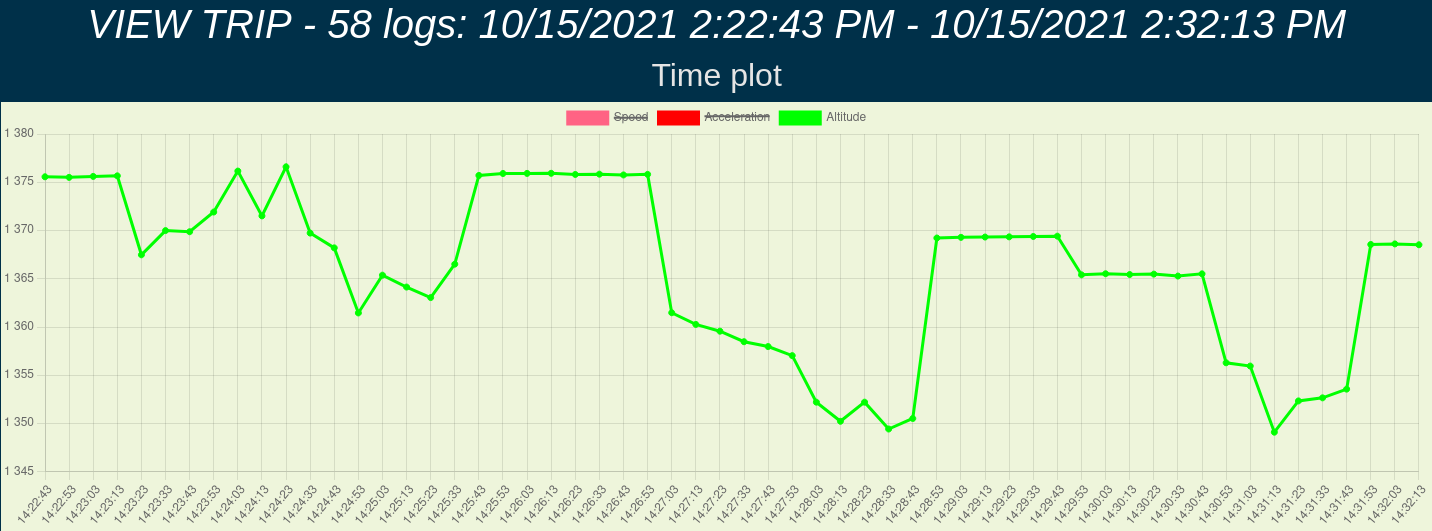 VIEW TRIP - 58 logs: 10/15/2021 2:22:43 PM - 10/15/2021 2:32:13 PM
Time plot
Speed Acceleration Altitude
1 380
1 375
1 370
1 365
1 360
1 355
1 350
1 345
14:22:43 14:22:53 14:23:03 14:23:13 14:23:23 14:23:33 14:23:43 14:23:53 14:24:03 14:24:13 14:24:23 14:24:33 14:24:43 14:24:53 14:25:03 14:25:13 14:25:23 14:25:33 14:25:43 14:25:53 14:26:03 14:26:13 14:26:23 14:26:33 14:26:43 14:26:53 14:27:03 14:27:13 14:27:23 14:27:33 14:27:43 14:27:53 14:28:03 14:28:13 14:28:23 14:28:33 14:28:45 14:28:53 14:29:03 14:29:13 14:29:23 14:29:33 14:29:43 14:29:53 14:30:03 14:30:13 14:30:23 14:30:33 14:30:43 14:30:53 14:31:03 14:31:13 14:31:23 14:31:33 14:31:43 14:31:53 14:32:03 14:32:13